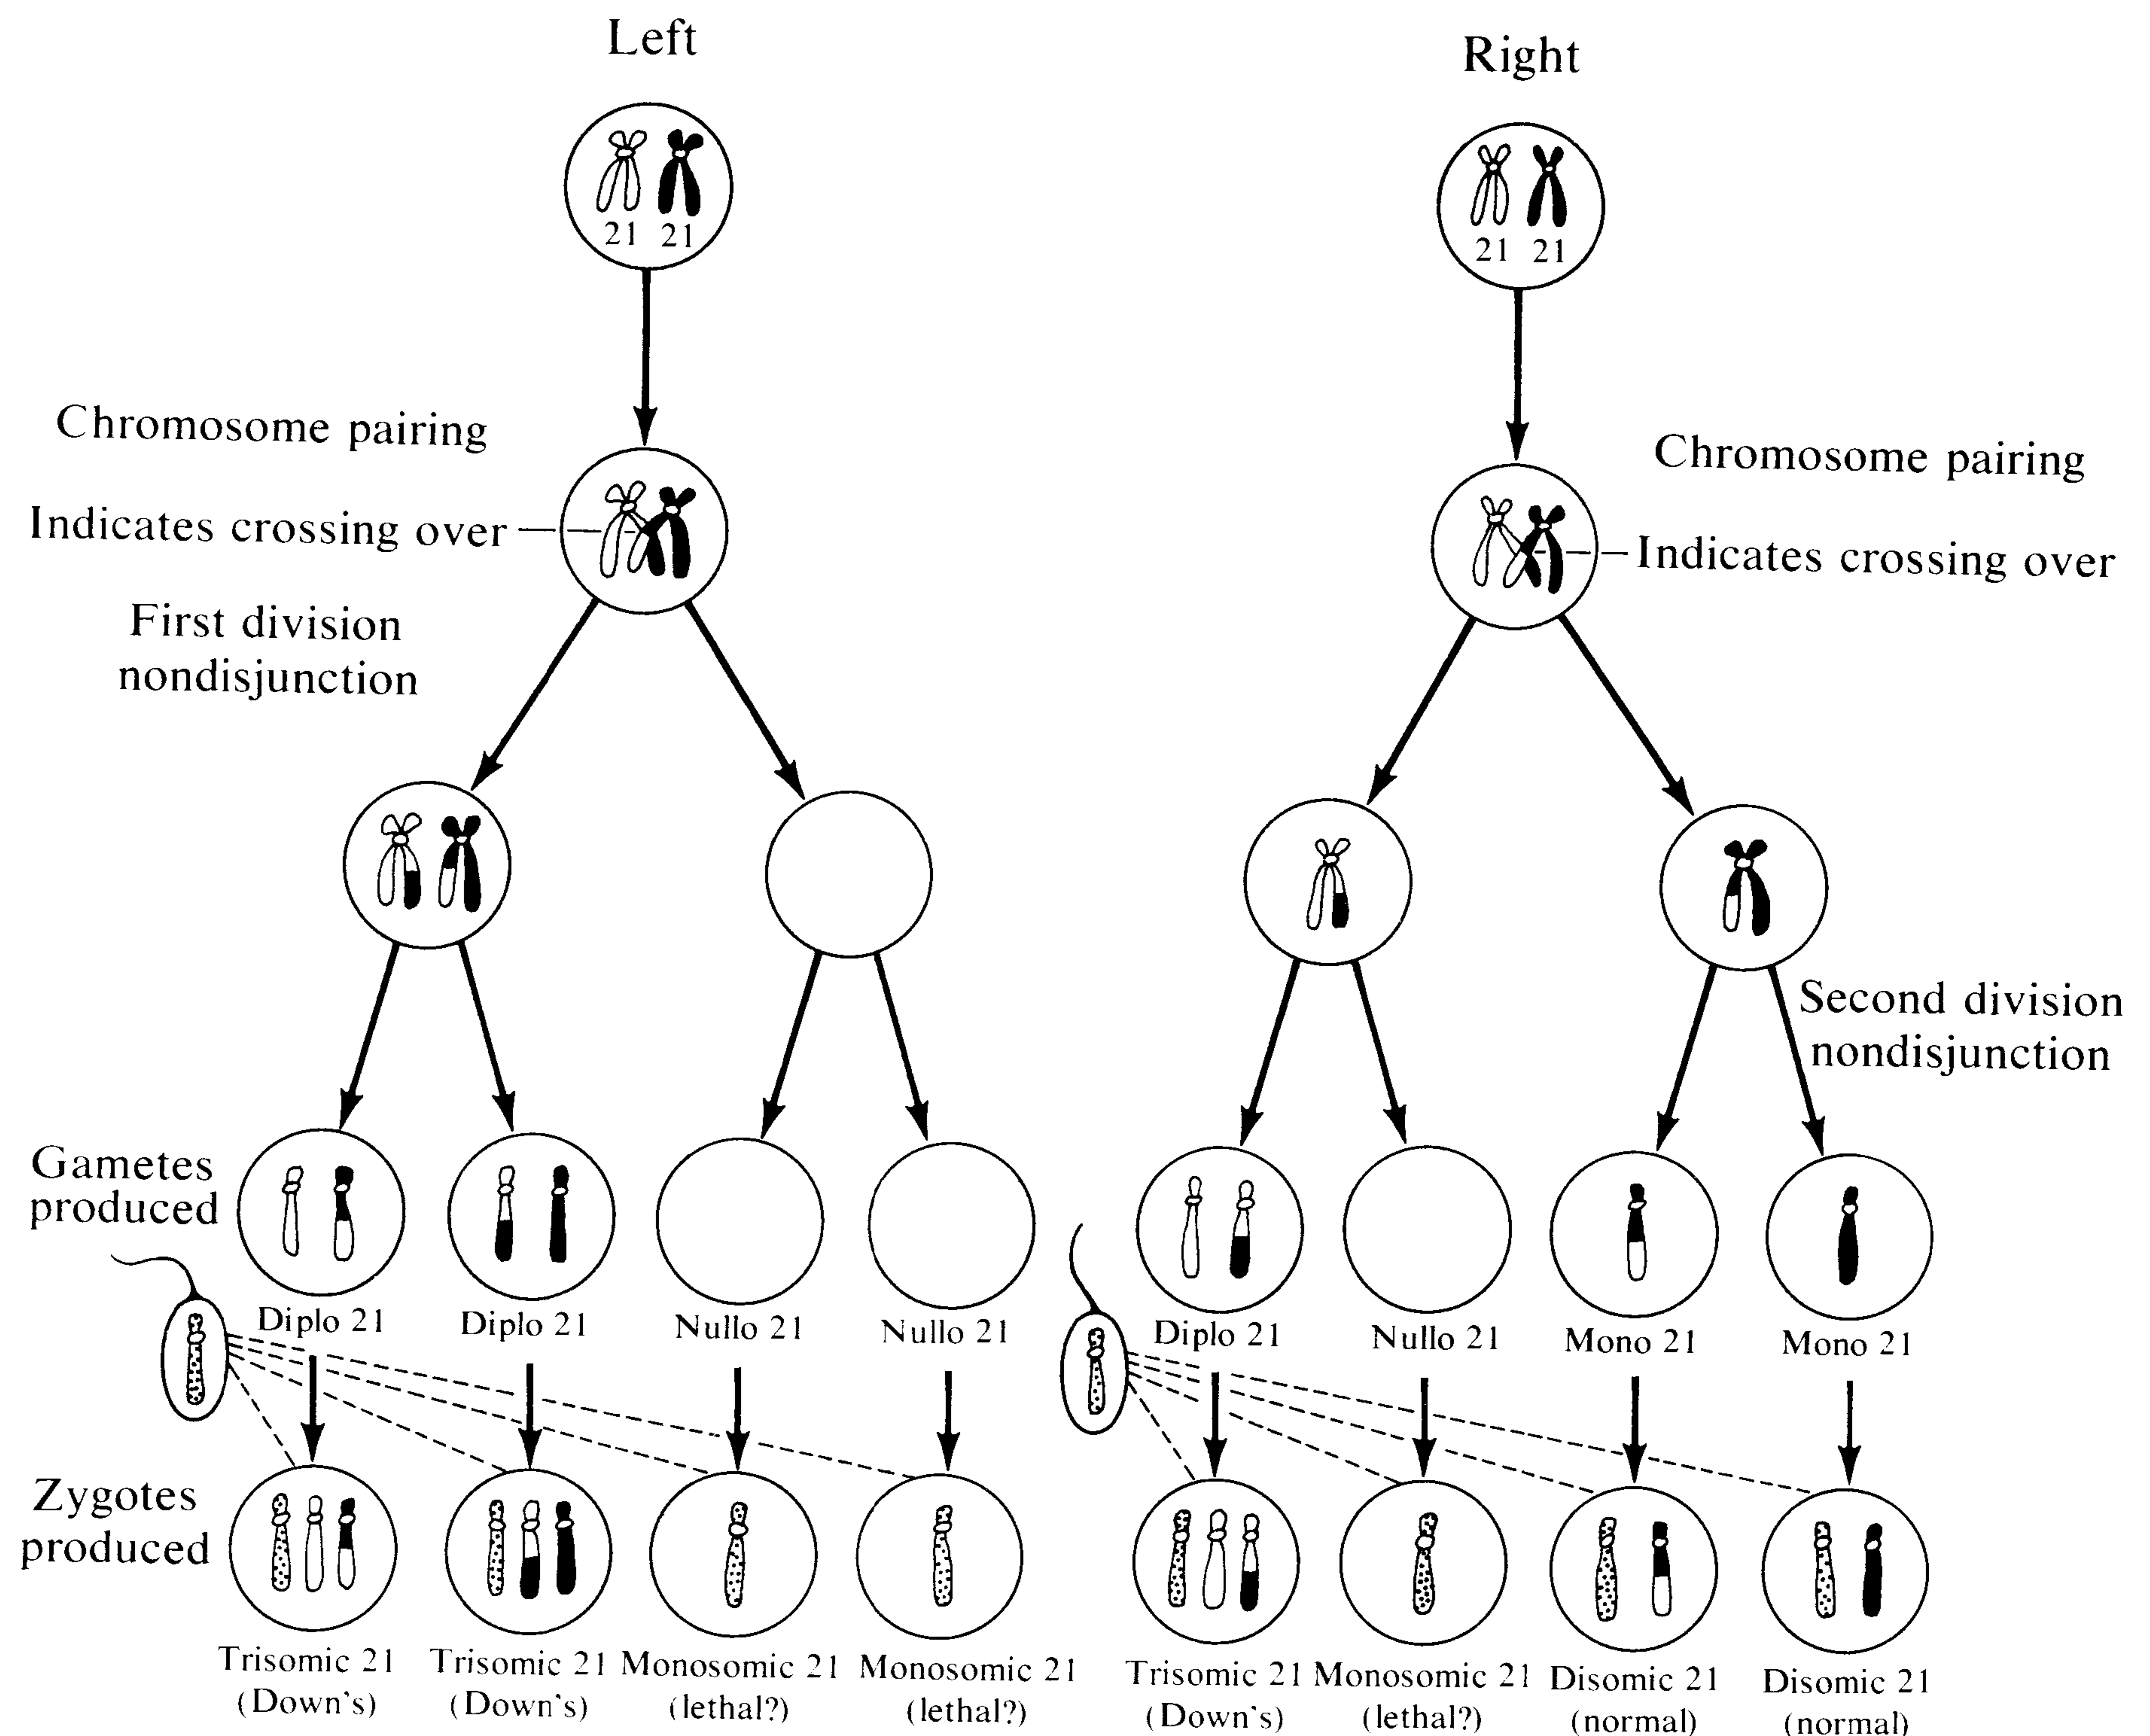 Left
Right
21 21
21 21
Chromosome pairing
Chromosome pairing
Indicates crossing over
Indicates crossing over
First division
nondisjunction
Second division
nondisjunction
Gametes
produced
Diplo 21
Diplo 21
Nullo 21
Nullo 21
Diplo 21
Nullo 21
Mono 21
Mono 21
Zygotes
produced
Trisomic 21
(Down's)
Trisomic 21
(Down's)
Monosomic 21
(lethal?)
Monosomic 21
(lethal?)
Trisomic 21
(Down's)
Monosomic 21
(lethal?)
Disomic 21
(normal)
Disomic 21
(normal)